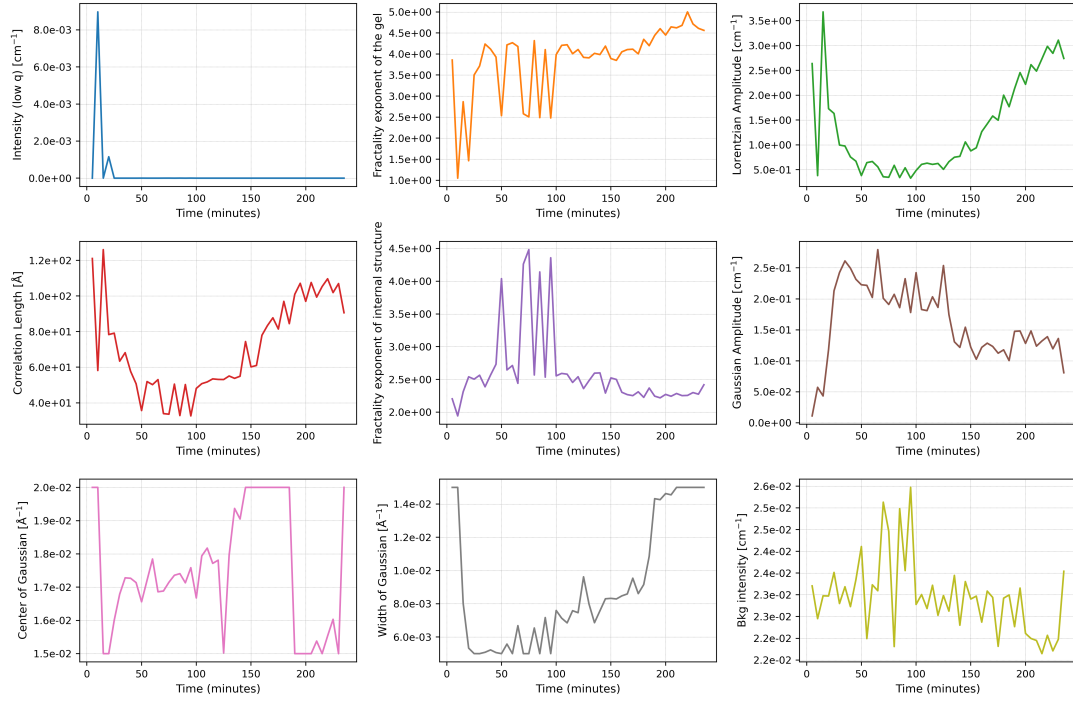 Intensity (low q) [cm⁻¹]
8.0e-03
6.0e-03
4.0e-03
2.0e-03
0.0e+00
0 50 100 150 200
Time (minutes)
Fractality exponent of the gel
5.0e+00
4.5e+00
4.0e+00
3.5e+00
3.0e+00
2.5e+00
2.0e+00
1.5e+00
1.0e+00
0 50 100 150 200
Time (minutes)
Lorentzian Amplitude [cm⁻¹]
3.5e+00
3.0e+00
2.5e+00
2.0e+00
1.5e+00
1.0e+00
5.0e-01
0 50 100 150 200
Time (minutes)
Correlation Length [Å]
1.2e+02
1.0e+02
8.0e+01
6.0e+01
4.0e+01
0 50 100 150 200
Time (minutes)
Fractality exponent of internal structure
4.5e+00
4.0e+00
3.5e+00
3.0e+00
2.5e+00
2.0e+00
0 50 100 150 200
Time (minutes)
Gaussian Amplitude [cm⁻¹]
2.5e-01
2.0e-01
1.5e-01
1.0e-01
5.0e-02
0.0e+00
0 50 100 150 200
Time (minutes)
Center of Gaussian [Å⁻¹]
2.0e-02
1.9e-02
1.8e-02
1.7e-02
1.6e-02
1.5e-02
0 50 100 150 200
Time (minutes)
Width of Gaussian [Å⁻¹]
1.4e-02
1.2e-02
1.0e-02
8.0e-03
6.0e-03
0 50 100 150 200
Time (minutes)
Bkg intensity [cm⁻¹]
2.6e-02
2.5e-02
2.5e-02
2.4e-02
2.4e-02
2.3e-02
2.2e-02
2.2e-02
0 50 100 150 200
Time (minutes)